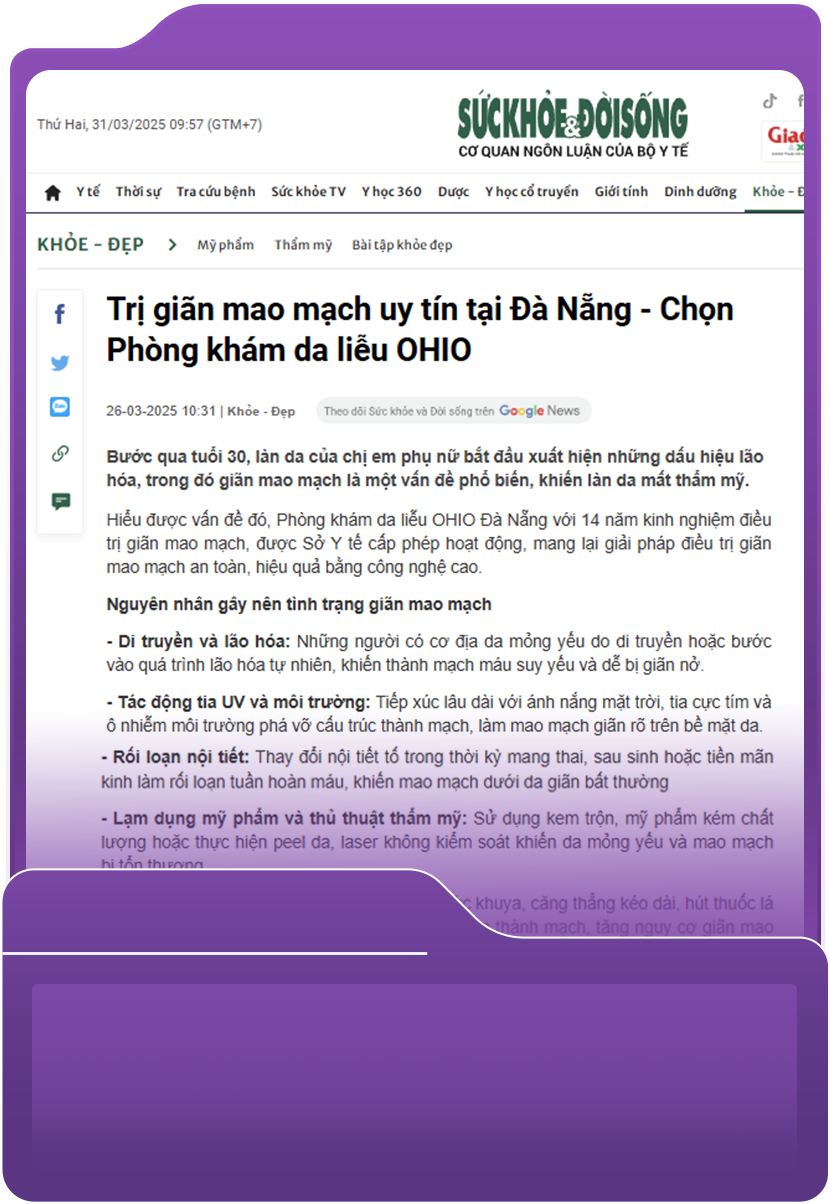 Thứ Hai, 31/03/2025 09:57 (GTM+7)
SỨC KHỎE & ĐỜI SỐNG
CƠ QUAN NGÔN LUẬN CỦA BỘ Y TẾ
Y tế Thời sự Tra cứu bệnh Sức khỏe TV Y học 360 Dược Y học cổ truyền Giới tính Dinh dưỡng Khỏe - Đ
KHỎE - ĐẸP > Mỹ phẩm Thẩm mỹ Bài tập khỏe đẹp
Trị giãn mao mạch uy tín tại Đà Nẵng - Chọn
Phòng khám da liễu OHIO
26-03-2025 10:31 | Khỏe - Đẹp Theo dõi Sức khỏe và Đời sống trên Google News
Bước qua tuổi 30, làn da của chị em phụ nữ bắt đầu xuất hiện những dấu hiệu lão
hóa, trong đó giãn mao mạch là một vấn đề phổ biến, khiến làn da mất thẩm mỹ.
Hiểu được vấn đề đó, Phòng khám da liễu OHIO Đà Nẵng với 14 năm kinh nghiệm điều
trị giãn mao mạch, được Sở Y tế cấp phép hoạt động, mang lại giải pháp điều trị giãn
mao mạch an toàn, hiệu quả bằng công nghệ cao.
Nguyên nhân gây nên tình trạng giãn mao mạch
- Di truyền và lão hóa: Những người có cơ địa da mỏng yếu do di truyền hoặc bước
vào quá trình lão hóa tự nhiên, khiến thành mạch máu suy yếu và dễ bị giãn nở.
- Tác động tia UV và môi trường: Tiếp xúc lâu dài với ánh nắng mặt trời, tia cực tím và
ô nhiễm môi trường phá vỡ cấu trúc thành mạch, làm mao mạch giãn rõ trên bề mặt da.
- Rối loạn nội tiết: Thay đổi nội tiết tố trong thời kỳ mang thai, sau sinh hoặc tiền mãn
kinh làm rối loạn tuần hoàn máu, khiến mao mạch dưới da giãn bất thường
- Lạm dụng mỹ phẩm và thủ thuật thẩm mỹ: Sử dụng kem trộn, mỹ phẩm kém chất
lượng hoặc thực hiện peel da, laser không kiểm soát khiến da mỏng yếu và mao mạch
bị tổn thương
khuya, căng thẳng kéo dài, hút thuốc lá
thành mạch, tăng nguy cơ giãn mao